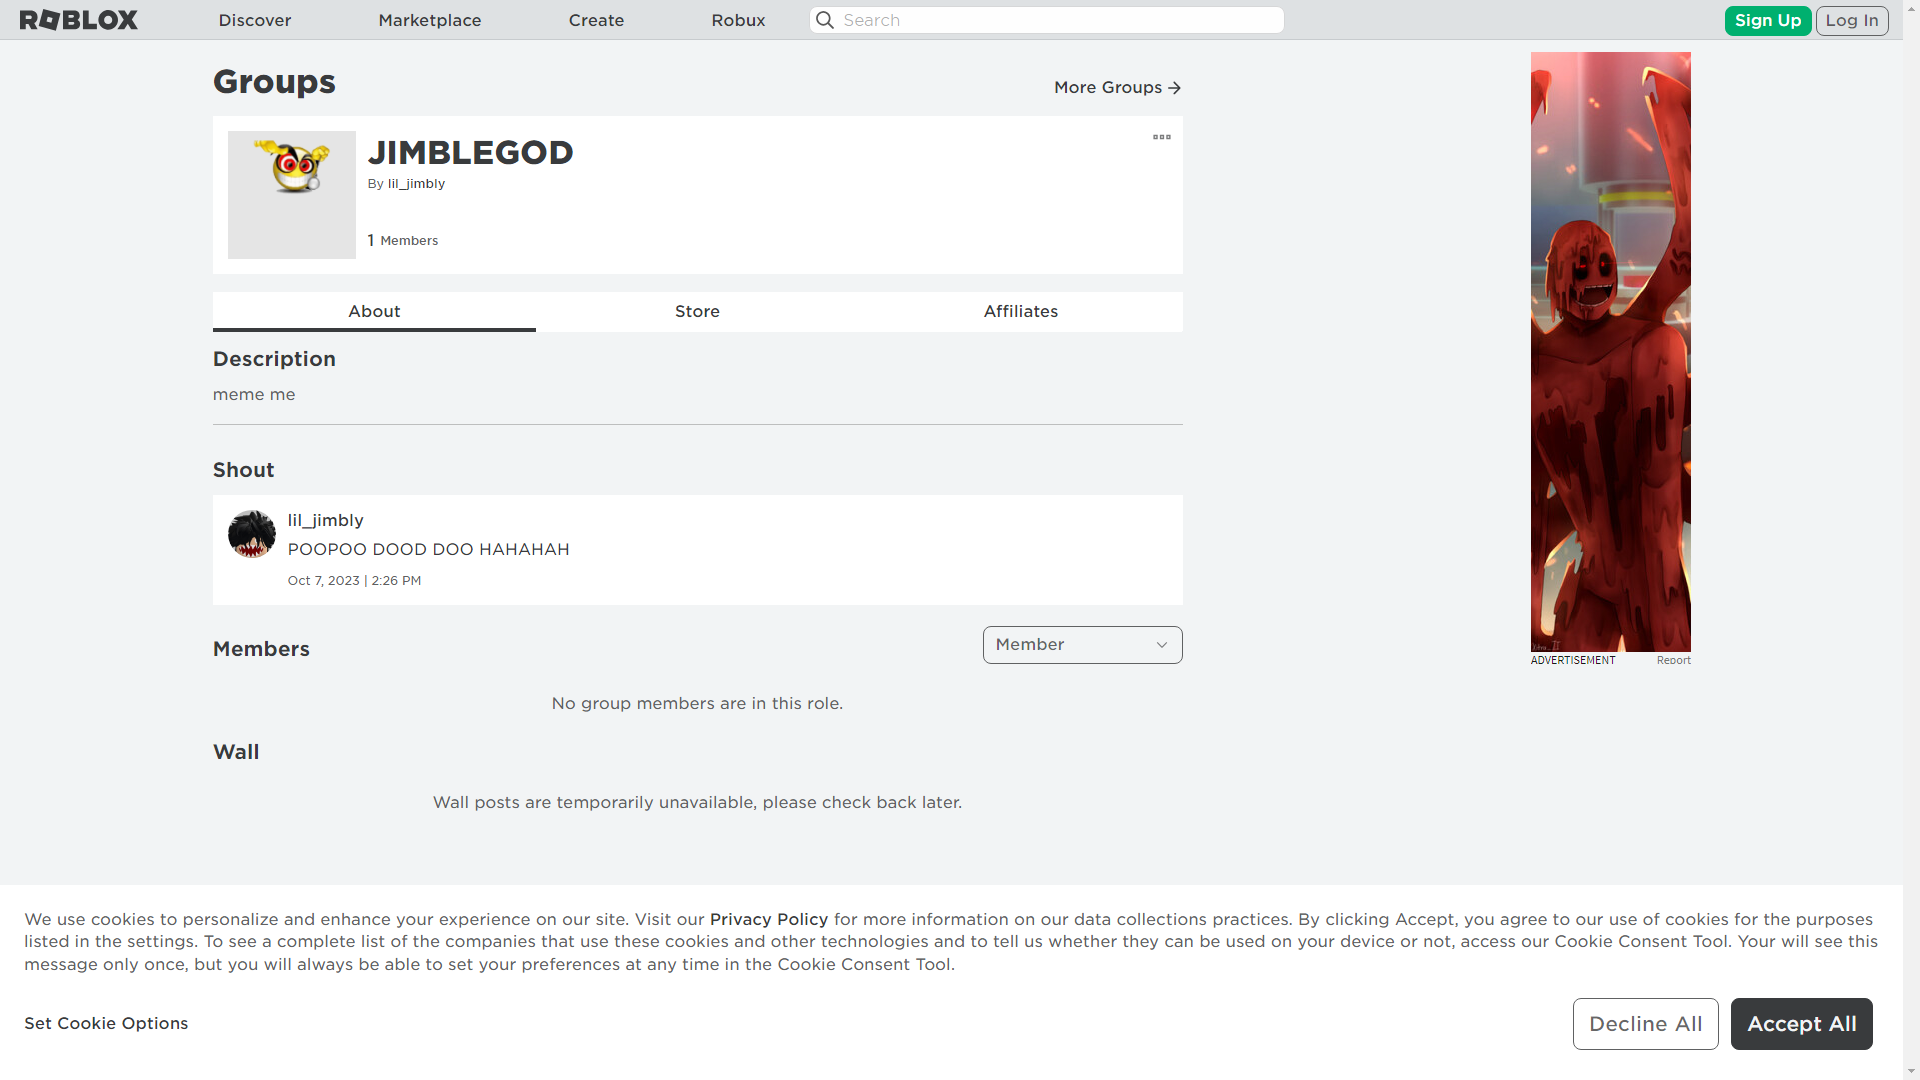 ROBLOX
Discover
Marketplace
Create
Robux
Search
Sign Up
Log In
Groups
More Groups
JIMBLEGOD
By lil_jimbly
1 Members
About
Store
Affiliates
Description
meme me
Shout
lil_jimbly
POOPOO DOOD DOO HAHAHAH
Oct 7, 2023 | 2:26 PM
Members
Member
No group members are in this role.
Wall
Wall posts are temporarily unavailable, please check back later.
ADVERTISEMENT
Report
We use cookies to personalize and enhance your experience on our site. Visit our Privacy Policy for more information on our data collections practices. By clicking Accept, you agree to our use of cookies for the purposes
listed in the settings. To see a complete list of the companies that use these cookies and other technologies and to tell us whether they can be used on your device or not, access our Cookie Consent Tool. Your will see this
message only once, but you will always be able to set your preferences at any time in the Cookie Consent Tool.
Set Cookie Options
Decline All
Accept All